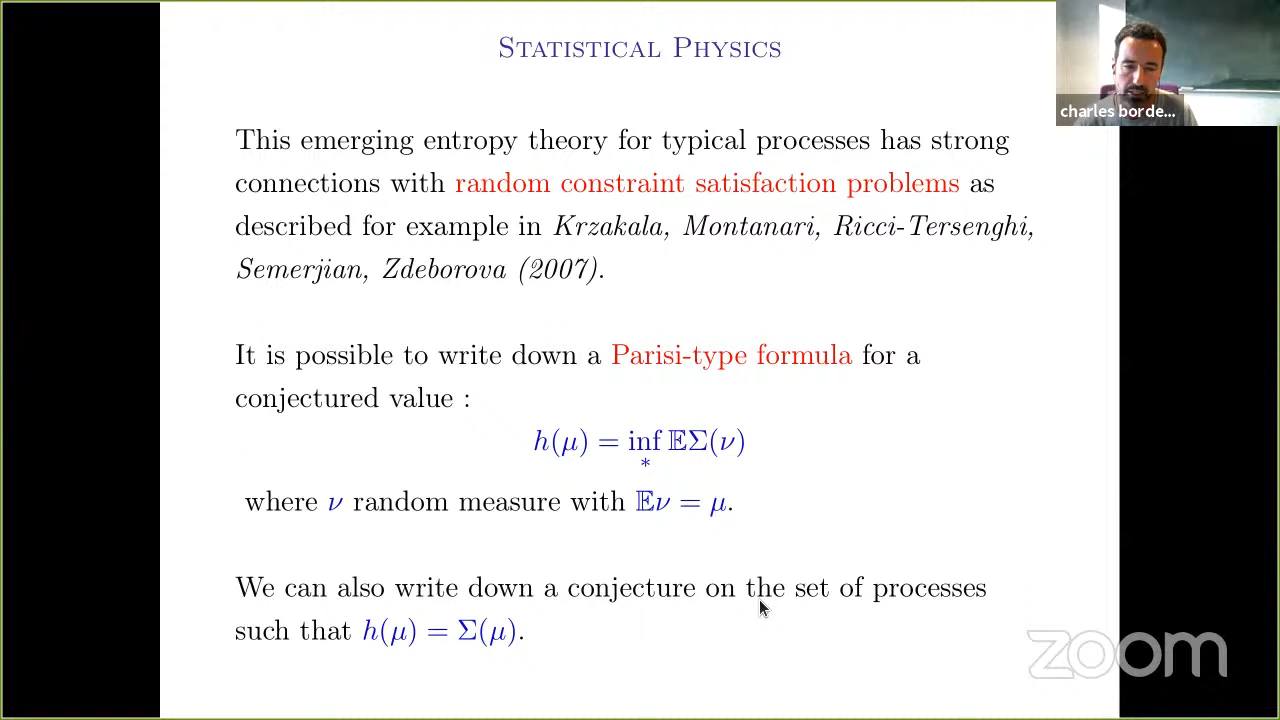 STATISTICAL PHYSICS
charles borde...
This emerging entropy theory for typical processes has strong
connections with random constraint satisfaction problems as
described for example in Krzakala, Montanari, Ricci-Tersenghi,
Semerjian, Zdeborova (2007).
It is possible to write down a Parisi-type formula for a
conjectured value :
h(μ) = inf 𝔼Σ(ν)
*
where ν random measure with 𝔼ν = μ.
We can also write down a conjecture on the set of processes
such that h(μ) = Σ(μ).
zoom